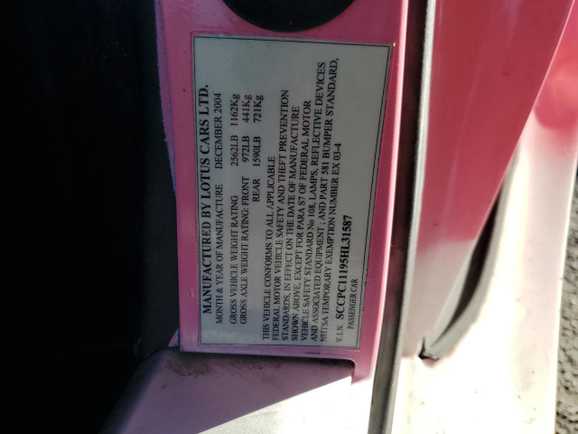 MANUFACTURED BY LOTUS CARS LTD.
MONTH & YEAR OF MANUFACTURE DECEMBER 2004
GROSS VEHICLE WEIGHT RATING 2562LB 1162Kg
GROSS AXLE WEIGHT RATING: FRONT 972LB 441Kg
REAR 1590LB 721Kg
THIS VEHICLE CONFORMS TO ALL APPLICABLE
FEDERAL MOTOR VEHICLE SAFETY AND THEFT PREVENTION
STANDARDS, IN EFFECT ON THE DATE OF MANUFACTURE
SHOWN ABOVE, EXCEPT FOR PARA S7 OF FEDERAL MOTOR
VEHICLE SAFETY STANDARD No 108, LAMPS, REFLECTIVE DEVICES
AND ASSOCIATED EQUIPMENT, AND PART 581 BUMPER STANDARD,
NHTSA TEMPORARY EXEMPTION NUMBER EX 03-4
V.I.N. SCCPC11195HL31587
PASSENGER CAR